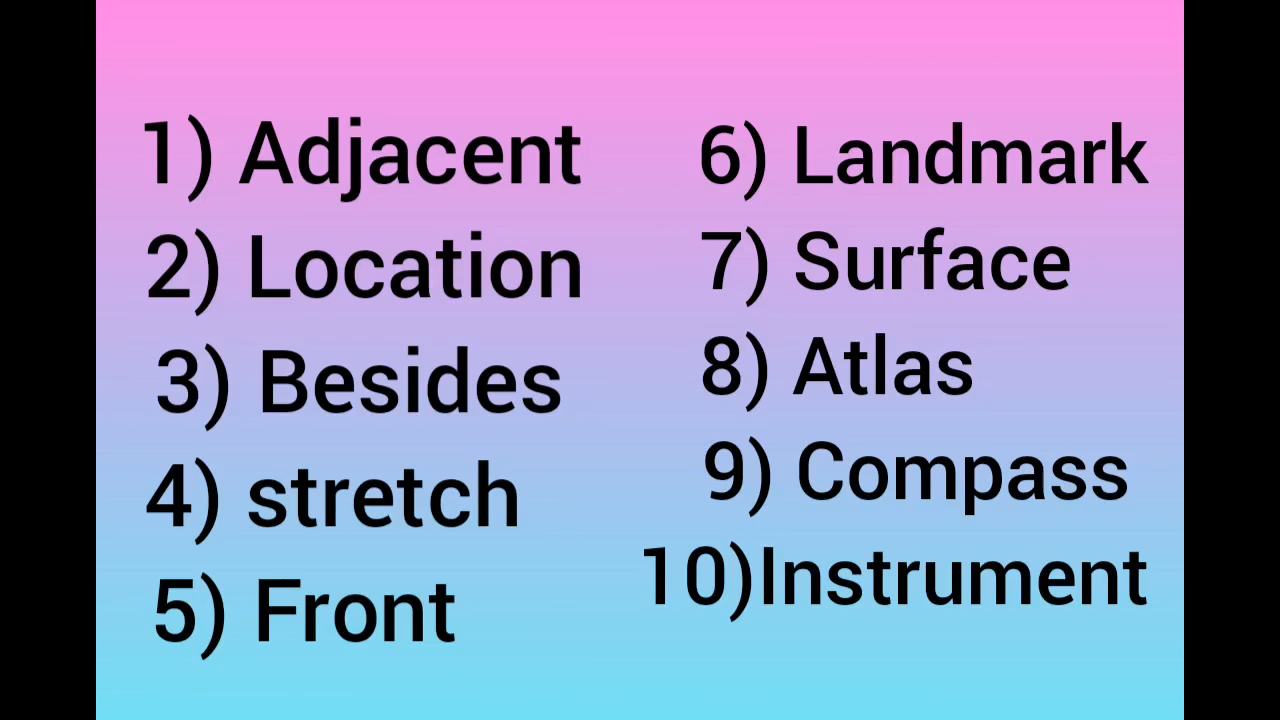 1) Adjacent
2) Location
3) Besides
4) stretch
5) Front
6) Landmark
7) Surface
8) Atlas
9) Compass
10)Instrument